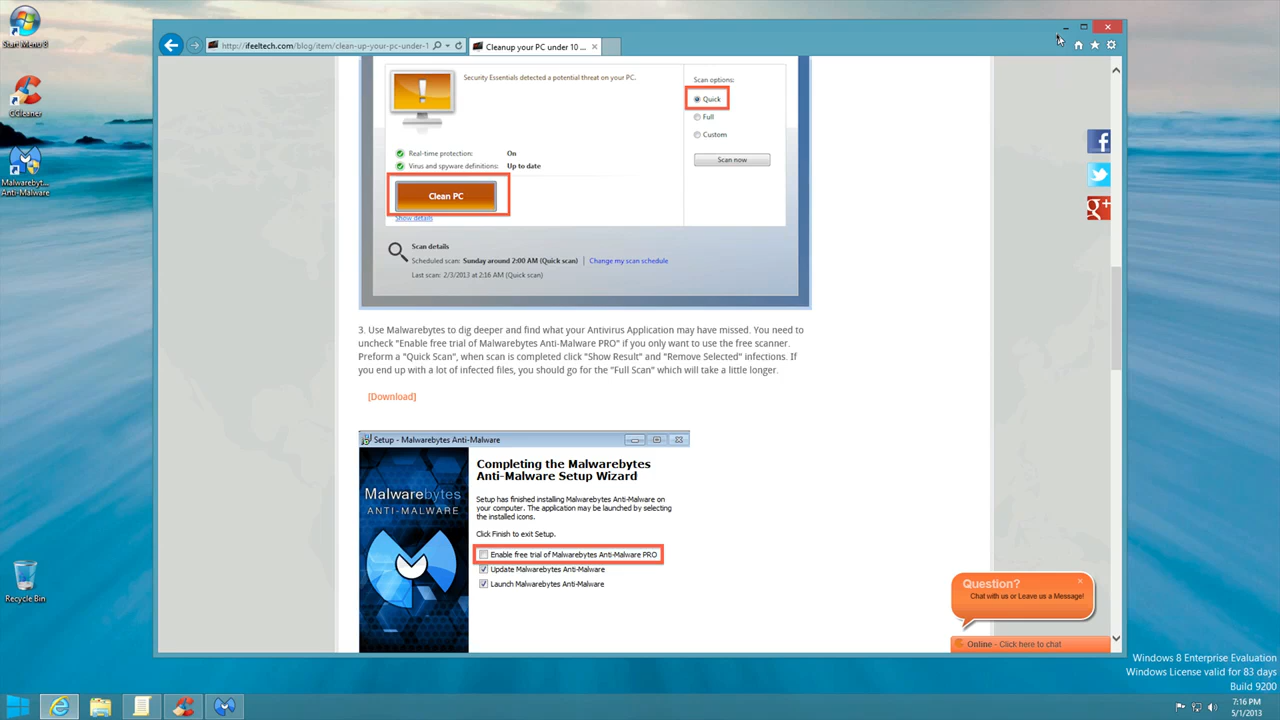 Start Menu 8
CCleaner
Malwarebyt...
Anti-Malware
Recycle Bin
http://ifeeltech.com/blog/item/clean-up-your-pc-under-1
Cleanup your PC under 10 ...
Security Essentials detected a potential threat on your PC.
Scan options:
Quick
Full
Custom
Scan now
Real-time protection: On
Virus and spyware definitions: Up to date
Clean PC
Show details
Scan details
Scheduled scan: Sunday around 2:00 AM (Quick scan) | Change my scan schedule
Last scan: 2/3/2013 at 2:16 AM (Quick scan)
3. Use Malwarebytes to dig deeper and find what your Antivirus Application may have missed. You need to
uncheck "Enable free trial of Malwarebytes Anti-Malware PRO" if you only want to use the free scanner.
Preform a "Quick Scan", when scan is completed click "Show Result" and "Remove Selected" infections. If
you end up with a lot of infected files, you should go for the "Full Scan" which will take a little longer.
[Download]
Setup - Malwarebytes Anti-Malware
Malwarebytes
ANTI-MALWARE
Completing the Malwarebytes
Anti-Malware Setup Wizard
Setup has finished installing Malwarebytes Anti-Malware on
your computer. The application may be launched by selecting
the installed icons.
Click Finish to exit Setup.
Enable free trial of Malwarebytes Anti-Malware PRO
Update Malwarebytes Anti-Malware
Launch Malwarebytes Anti-Malware
f
g+
Question?
Chat with us or Leave us a Message!
Online - Click here to chat
Windows 8 Enterprise Evaluation
Windows License valid for 83 days
Build 9200
7:16 PM
5/1/2013